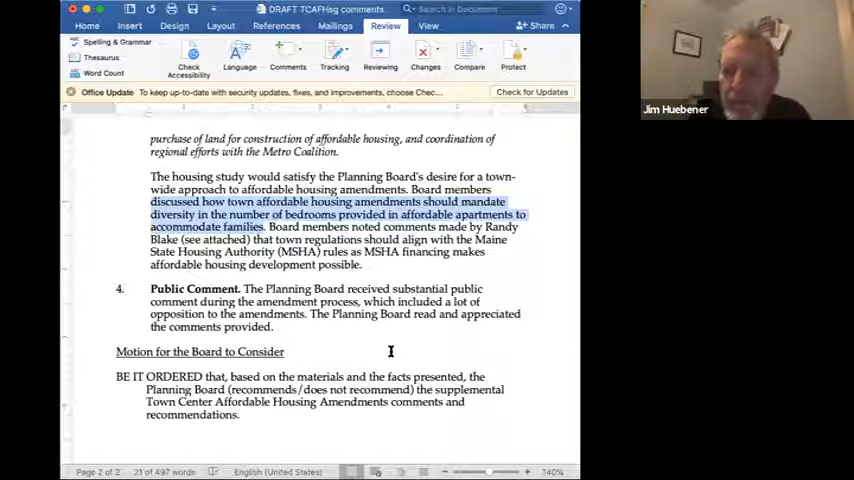 DRAFT TCAFHsg comments
Search in Document
Home Insert Design Layout References Mailings Review View Share
Spelling & Grammar
Thesaurus
Word Count
Check Accessibility
Language
Comments
Tracking
Reviewing
Changes
Compare
Protect
Office Update To keep up-to-date with security updates, fixes, and improvements, choose Chec... Check for Updates
purchase of land for construction of affordable housing, and coordination of
regional efforts with the Metro Coalition.
The housing study would satisfy the Planning Board's desire for a town-
wide approach to affordable housing amendments. Board members
discussed how town affordable housing amendments should mandate
diversity in the number of bedrooms provided in affordable apartments to
accommodate families. Board members noted comments made by Randy
Blake (see attached) that town regulations should align with the Maine
State Housing Authority (MSHA) rules as MSHA financing makes
affordable housing development possible.
4. Public Comment. The Planning Board received substantial public
comment during the amendment process, which included a lot of
opposition to the amendments. The Planning Board read and appreciated
the comments provided.
Motion for the Board to Consider
BE IT ORDERED that, based on the materials and the facts presented, the
Planning Board (recommends/does not recommend) the supplemental
Town Center Affordable Housing Amendments comments and
recommendations.
Page 2 of 2 21 of 497 words English (United States) 140%
Jim Huebener